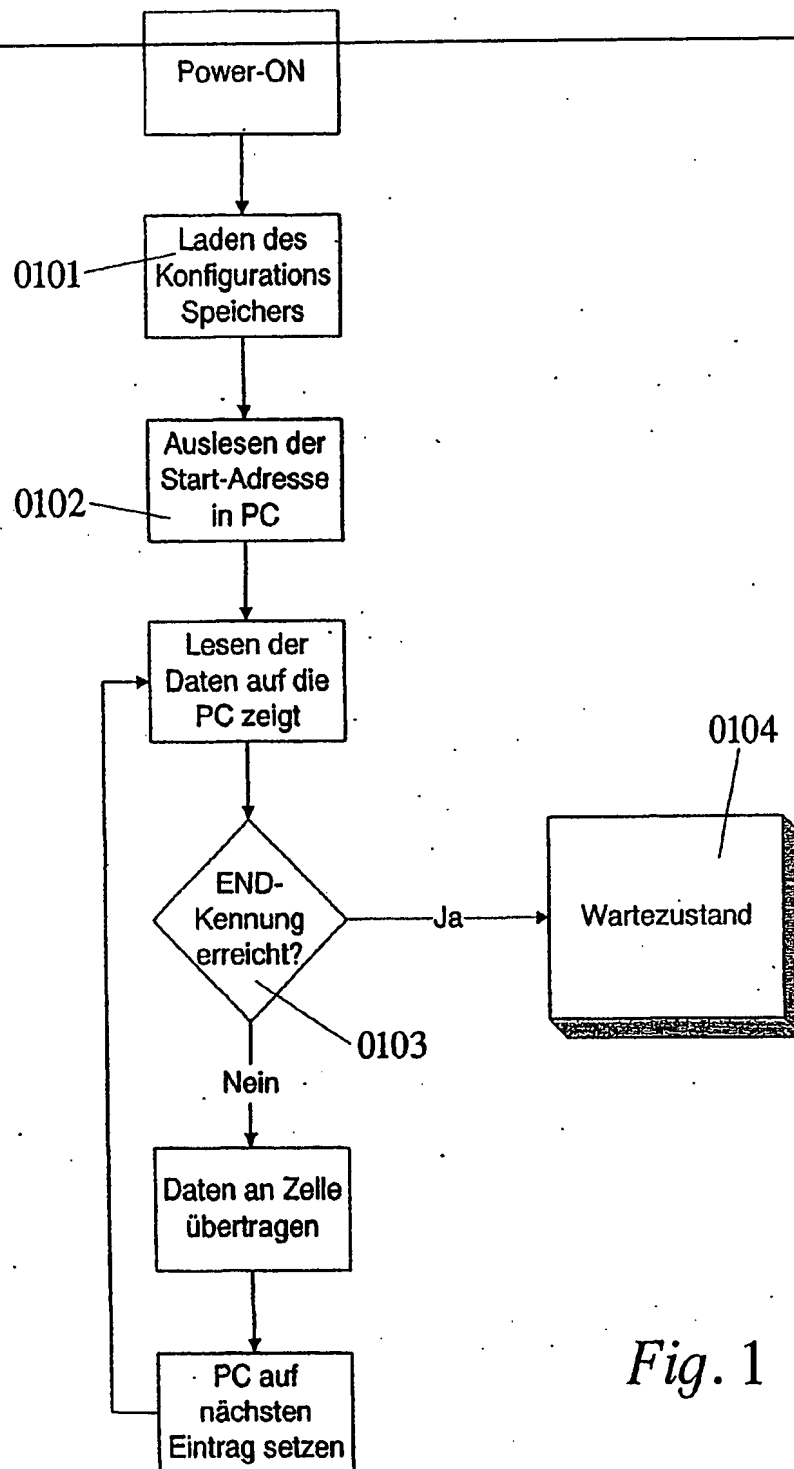 Power-ON
0101
Laden des
Konfigurations
Speichers
0102
Auslesen der
Start-Adresse
in PC
Lesen der
Daten auf die
PC zeigt
0104
END-
Kennung
erreicht?
Ja
Wartezustand
0103
Nein
Daten an Zelle
übertragen
PC auf
nächsten
Eintrag setzen
Fig. 1